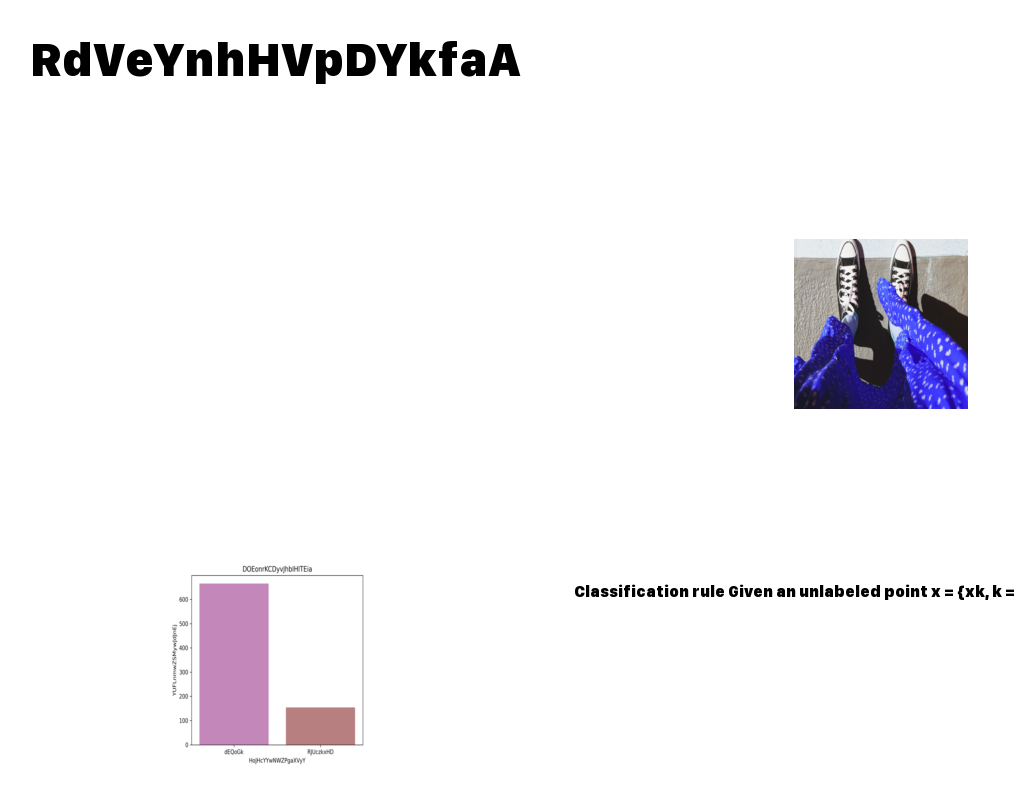 RdVeYnhHVpDYkfaA
DOEonrKCDyvJhbIHITEia
600
500
400
300
200
100
0
dEQoGk
RJUczkxHD
HojHcYYwNWZPgaXVyY
Classification rule Given an unlabeled point x = {xk, k =